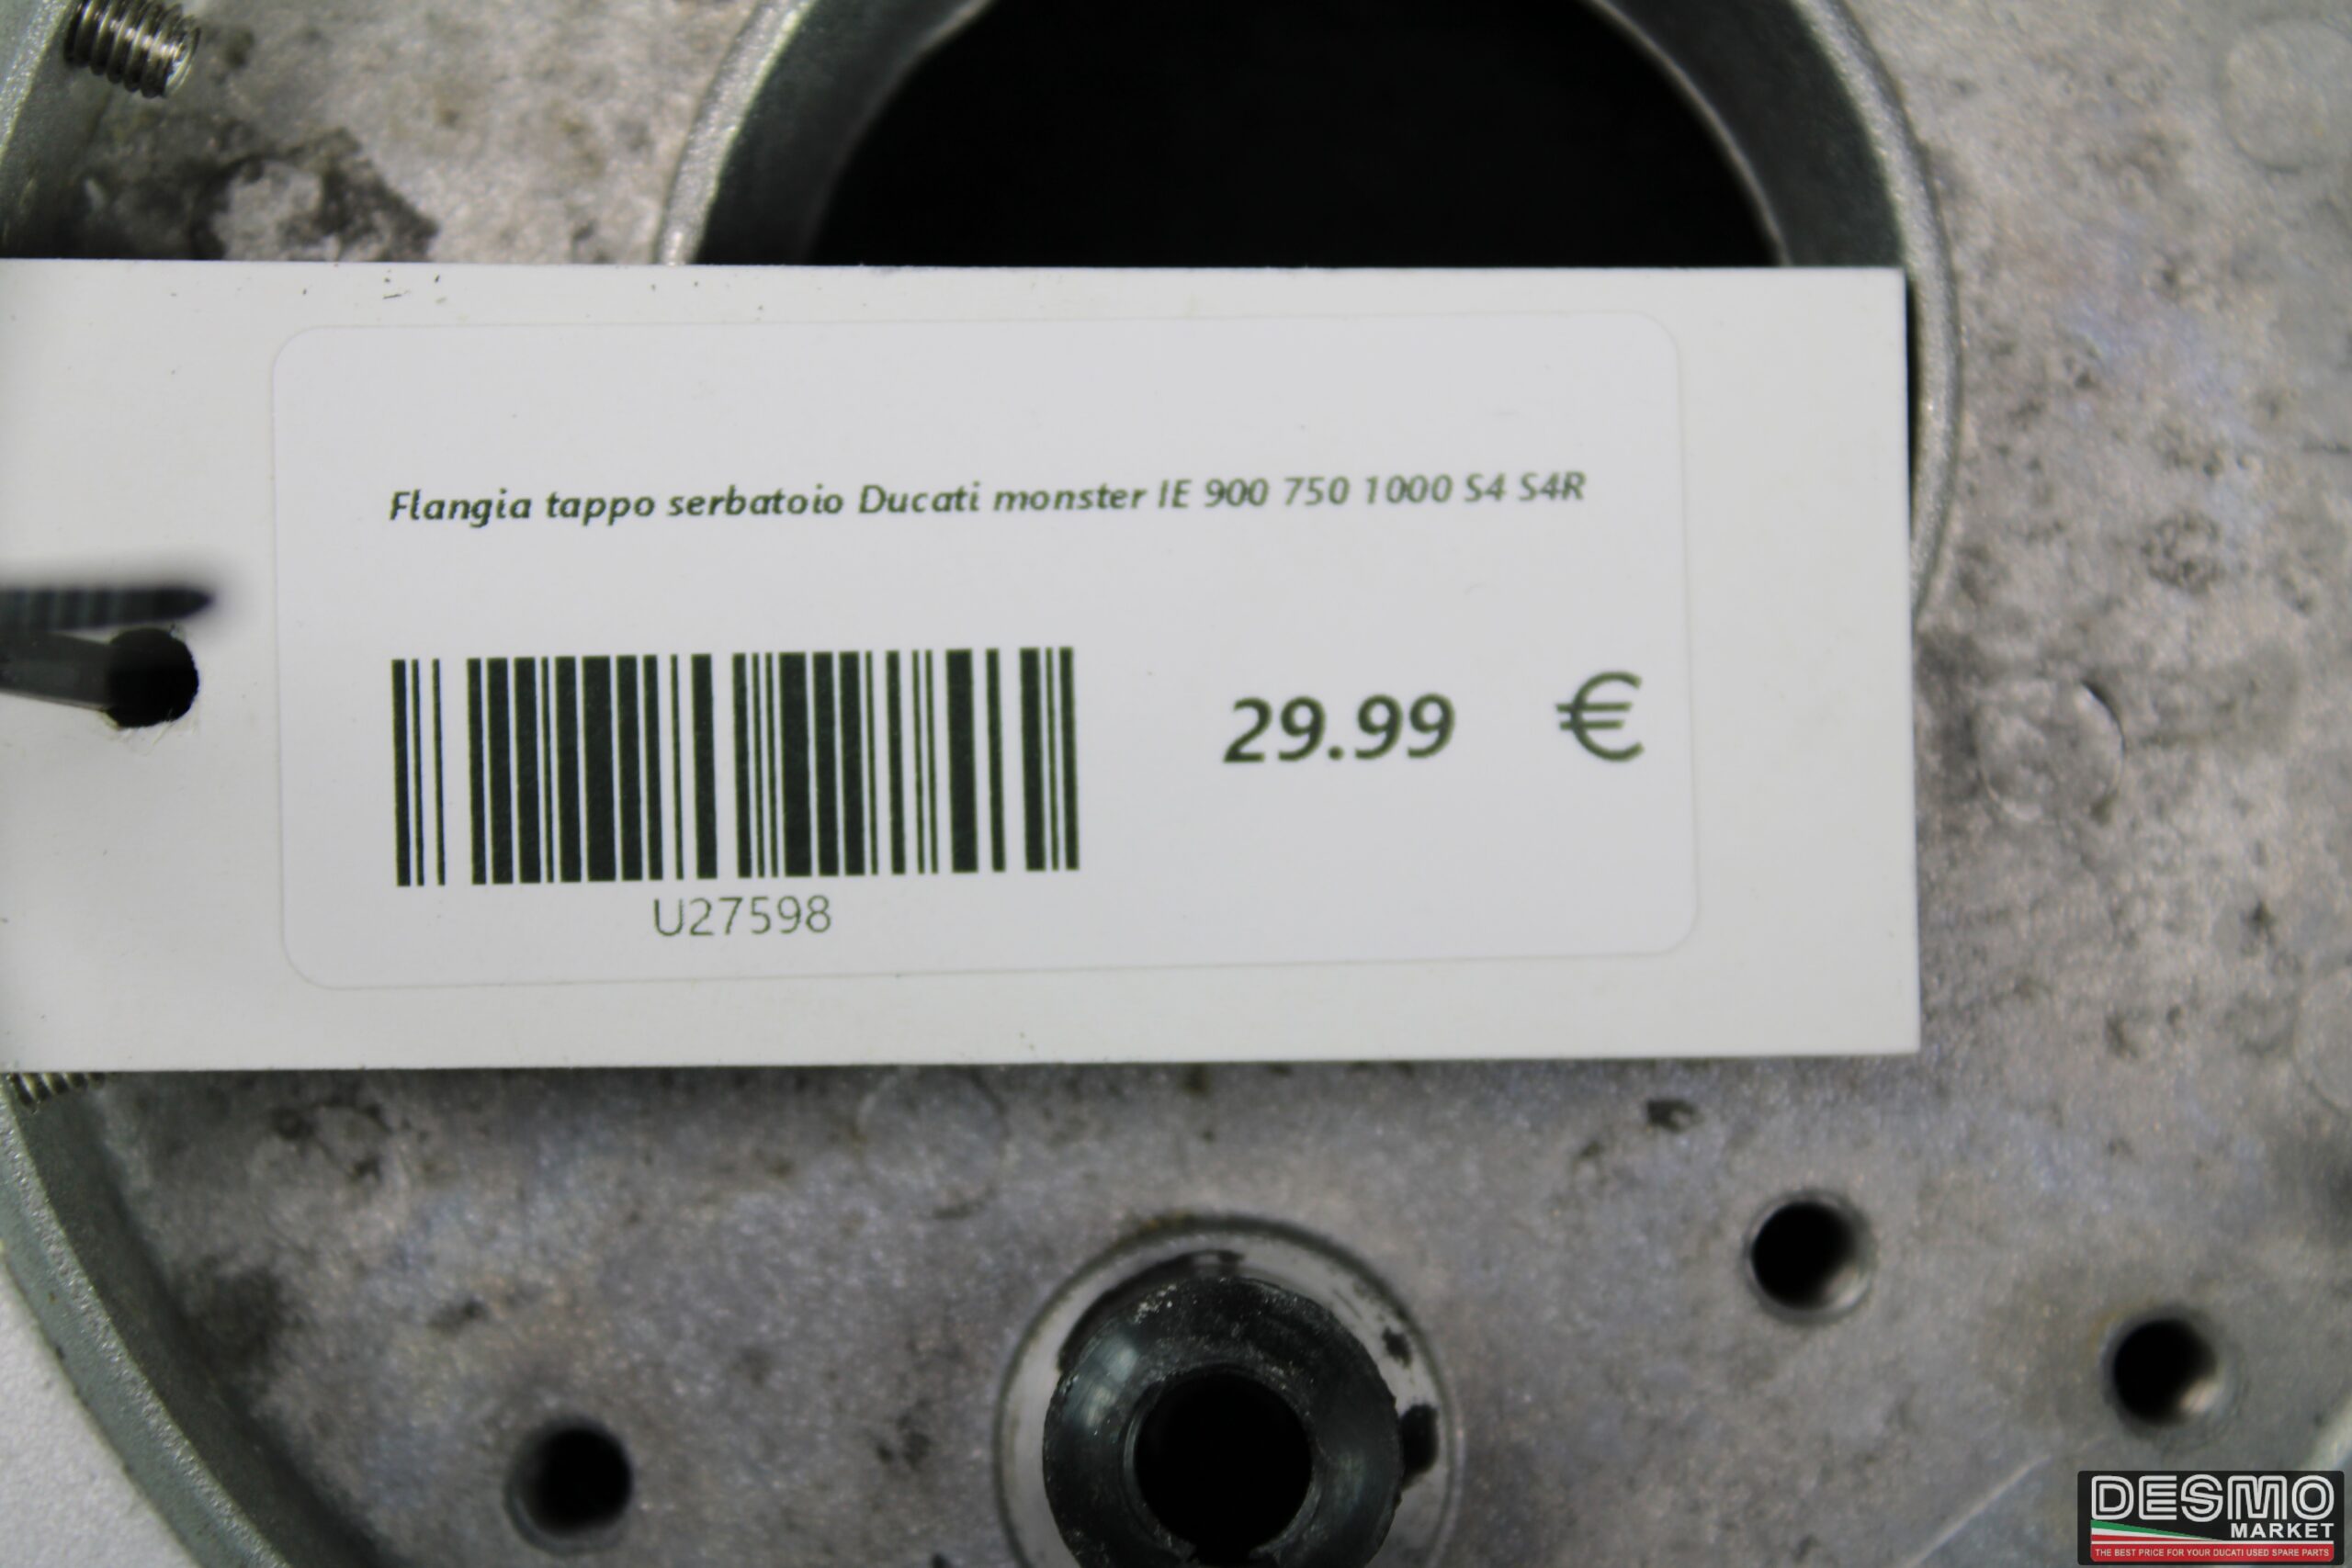 Flangia tappo serbatoio Ducati monster IE 900 750 1000 S4 S4R
29.99 €
U27598
DESMO
MARKET
THE BEST PRICE FOR YOUR DUCATI USED SPARE PARTS